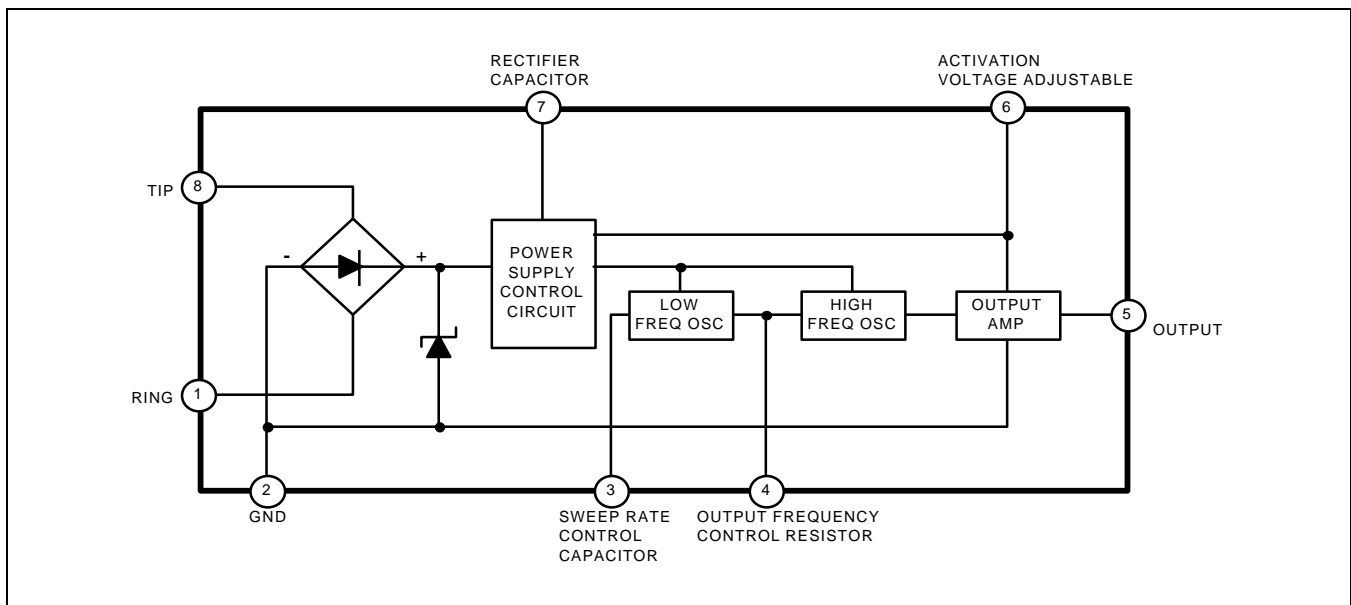 RECTIFIER
CAPACITOR
7
ACTIVATION
VOLTAGE ADJUSTABLE
6
TIP
8
-
+
POWER
SUPPLY
CONTROL
CIRCUIT
LOW
FREQ OSC
HIGH
FREQ OSC
OUTPUT
AMP
5
OUTPUT
RING
1
2
GND
3
SWEEP RATE
CONTROL
CAPACITOR
4
OUTPUT FREQUENCY
CONTROL RESISTOR